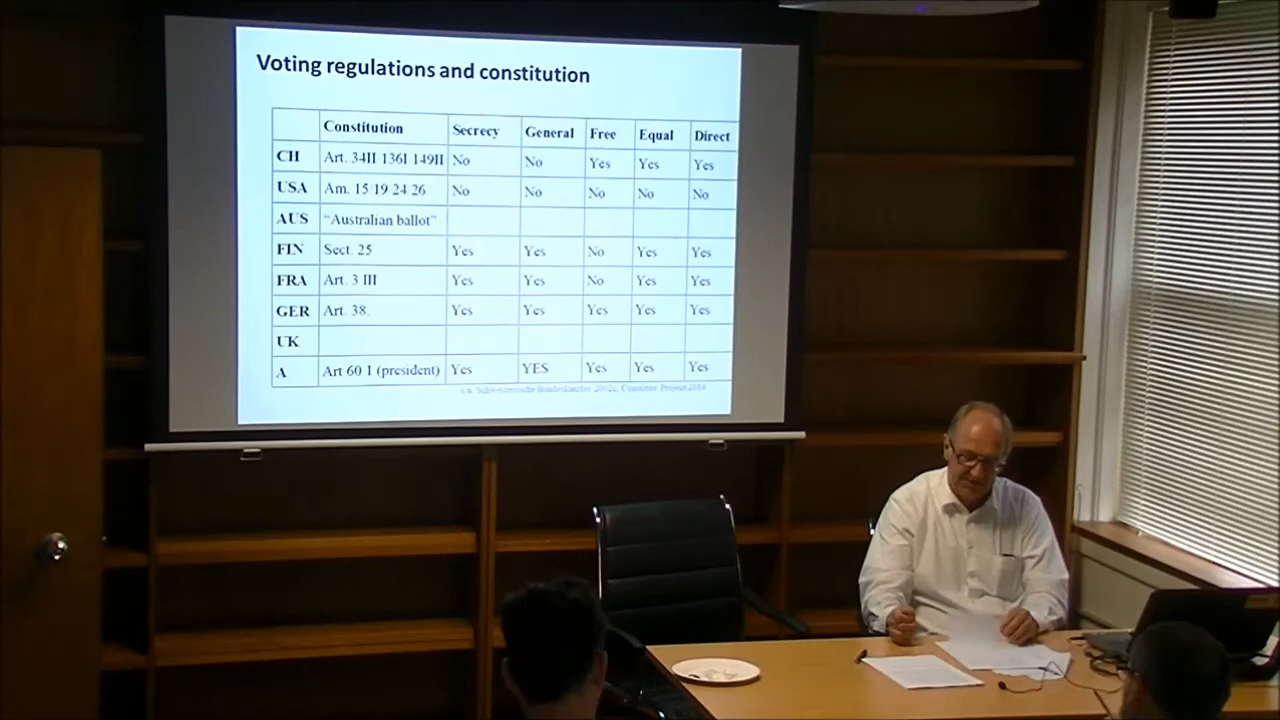 Voting regulations and constitution
Constitution Secrecy General Free Equal Direct
CH Art. 34II 136I 149II No No Yes Yes Yes
USA Am. 15 19 24 26 No No No No No
AUS "Australian ballot"
FIN Sect. 25 Yes Yes No Yes Yes
FRA Art. 3 III Yes Yes No Yes Yes
GER Art. 38. Yes Yes Yes Yes Yes
UK
A Art 60 I (president) Yes YES Yes Yes Yes